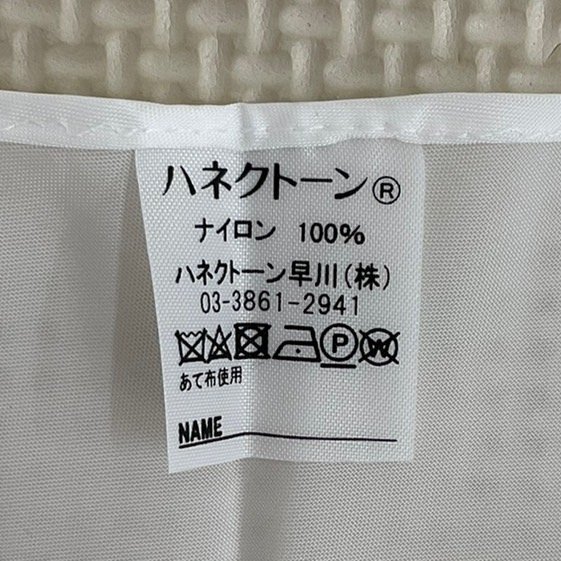 ハネクトーン®
ナイロン 100%
ハネクトーン早川(株)
03-3861-2941
P W
あて布使用
NAME